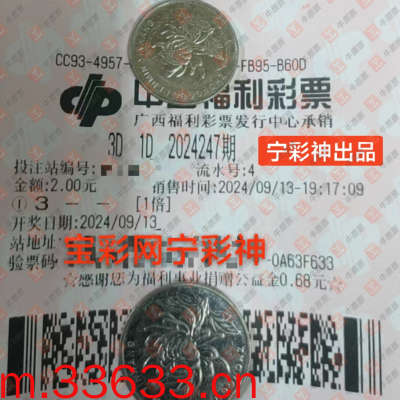 CC93-4957-
-FB95-B60D
中国福利彩票
广西福利彩票发行中心承销
3D 1D 2024247期
宁彩神出品
投注站编号: 流水号:4
金额:2.00元 销售时间:2024/09/13-19:17:09
① 3 - - [1倍]
开奖日期:2024/09/13
站地址:
宝彩网宁彩神
验票码: -0A63F633
☆感谢您为福利事业捐赠公益金0.68元☆
m.33633.cn